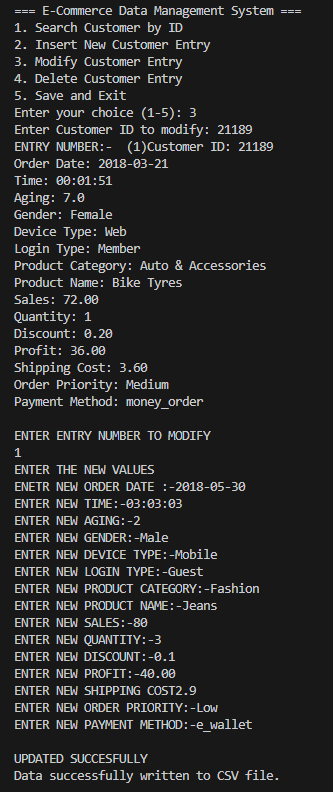 === E-Commerce Data Management System ===
1. Search Customer by ID
2. Insert New Customer Entry
3. Modify Customer Entry
4. Delete Customer Entry
5. Save and Exit
Enter your choice (1-5): 3
Enter Customer ID to modify: 21189
ENTRY NUMBER:-  (1)Customer ID: 21189
Order Date: 2018-03-21
Time: 00:01:51
Aging: 7.0
Gender: Female
Device Type: Web
Login Type: Member
Product Category: Auto & Accessories
Product Name: Bike Tyres
Sales: 72.00
Quantity: 1
Discount: 0.20
Profit: 36.00
Shipping Cost: 3.60
Order Priority: Medium
Payment Method: money_order
ENTER ENTRY NUMBER TO MODIFY
1
ENTER THE NEW VALUES
ENETR NEW ORDER DATE :-2018-05-30
ENTER NEW TIME:-03:03:03
ENTER NEW AGING:-2
ENTER NEW GENDER:-Male
ENTER NEW DEVICE TYPE:-Mobile
ENTER NEW LOGIN TYPE:-Guest
ENTER NEW PRODUCT CATEGORY:-Fashion
ENTER NEW PRODUCT NAME:-Jeans
ENTER NEW SALES:-80
ENTER NEW QUANTITY:-3
ENTER NEW DISCOUNT:-0.1
ENTER NEW PROFIT:-40.00
ENTER NEW SHIPPING COST2.9
ENTER NEW ORDER PRIORITY:-Low
ENTER NEW PAYMENT METHOD:-e_wallet
UPDATED SUCCESFULLY
Data successfully written to CSV file.